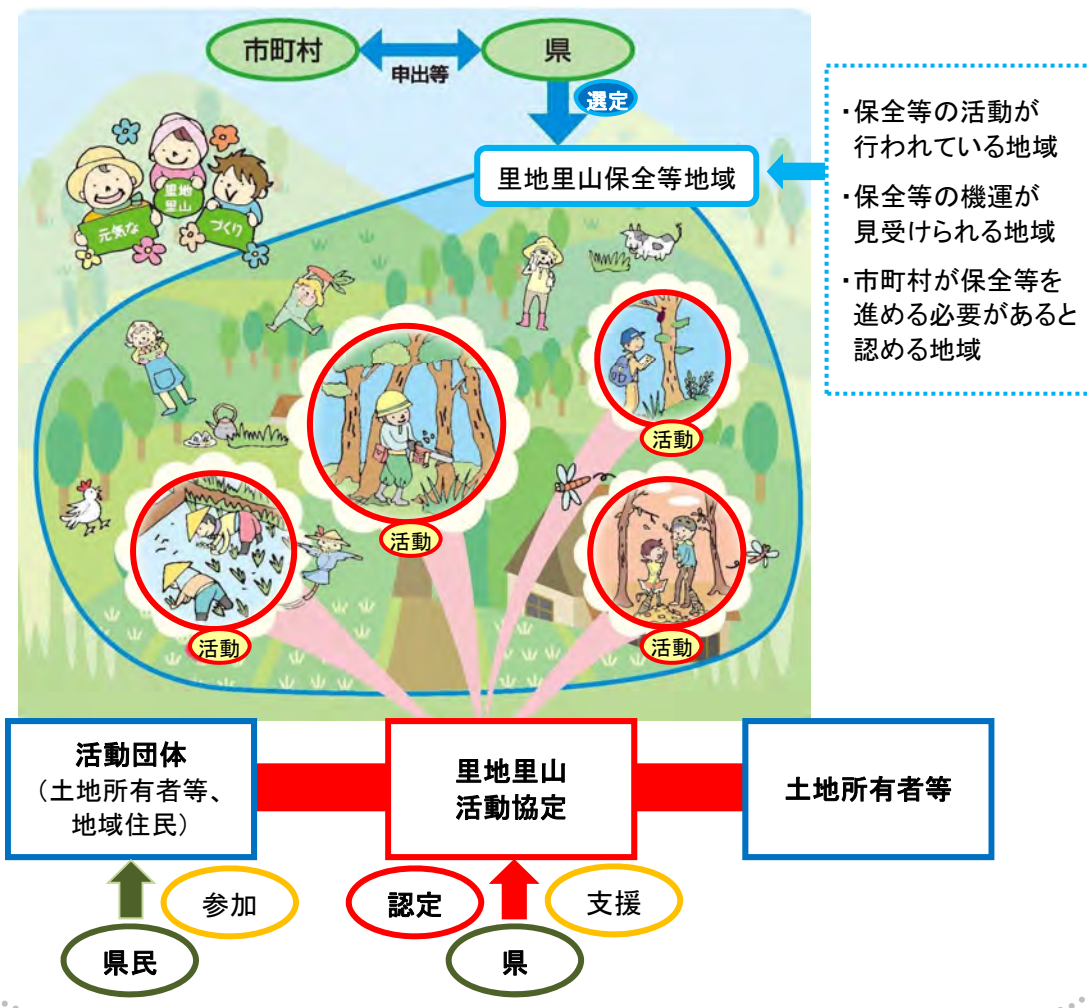 市町村
県
申出等
選定
里地里山保全等地域
・保全等の活動が
行われている地域
・保全等の機運が
見受けられる地域
・市町村が保全等を
進める必要があると
認める地域
元気な
里地
里山
づくり
活動
活動
活動
活動
活動団体
（土地所有者等、
地域住民）
里地里山
活動協定
土地所有者等
参加
認定
支援
県民
県